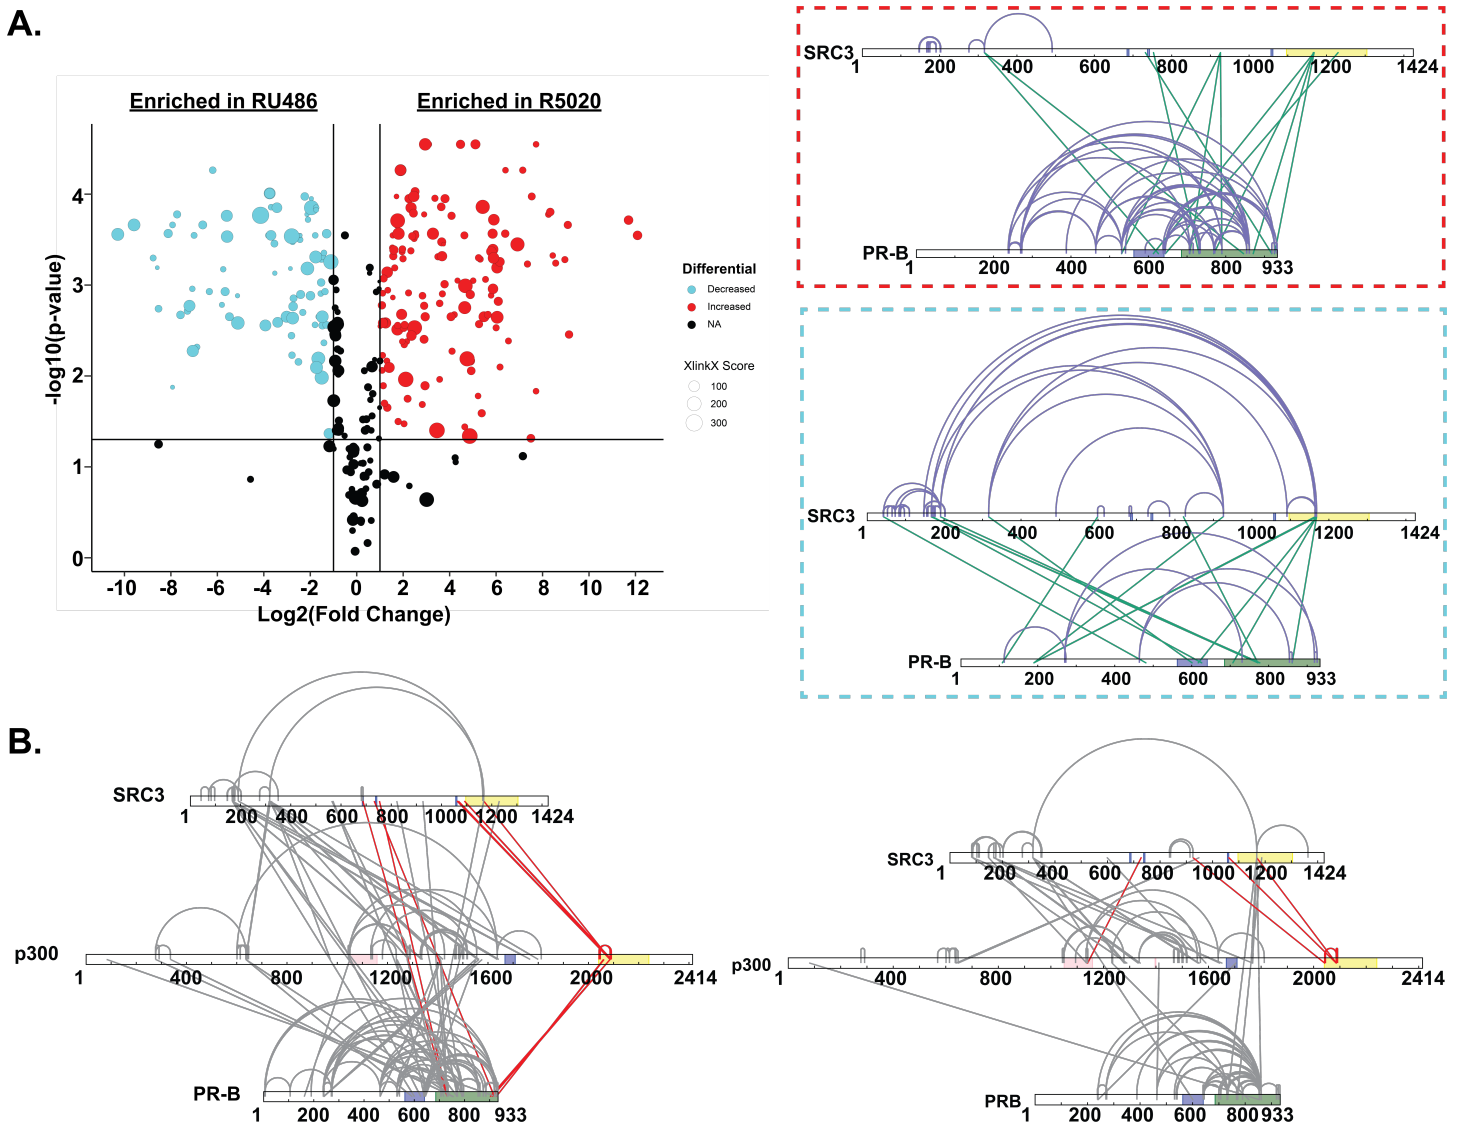 A.
Enriched in RU486 Enriched in R5020
-log10(p-value)
4
3
2
1
0
-10 -8 -6 -4 -2 0 2 4 6 8 10 12
Log2(Fold Change)
Differential
Decreased
Increased
NA
XlinkX Score
100
200
300
SRC3
1 200 400 600 800 1000 1200 1424
PR-B
1 200 400 600 800 933
SRC3
1 200 400 600 800 1000 1200 1424
PR-B
1 200 400 600 800 933
B.
SRC3
1 200 400 600 800 1000 1200 1424
p300
1 400 800 1200 1600 2000 2414
PR-B
1 200 400 600 800 933
SRC3
1 200 400 600 800 1000 1200 1424
p300
1 400 800 1200 1600 2000 2414
PRB
1 200 400 600 800 933